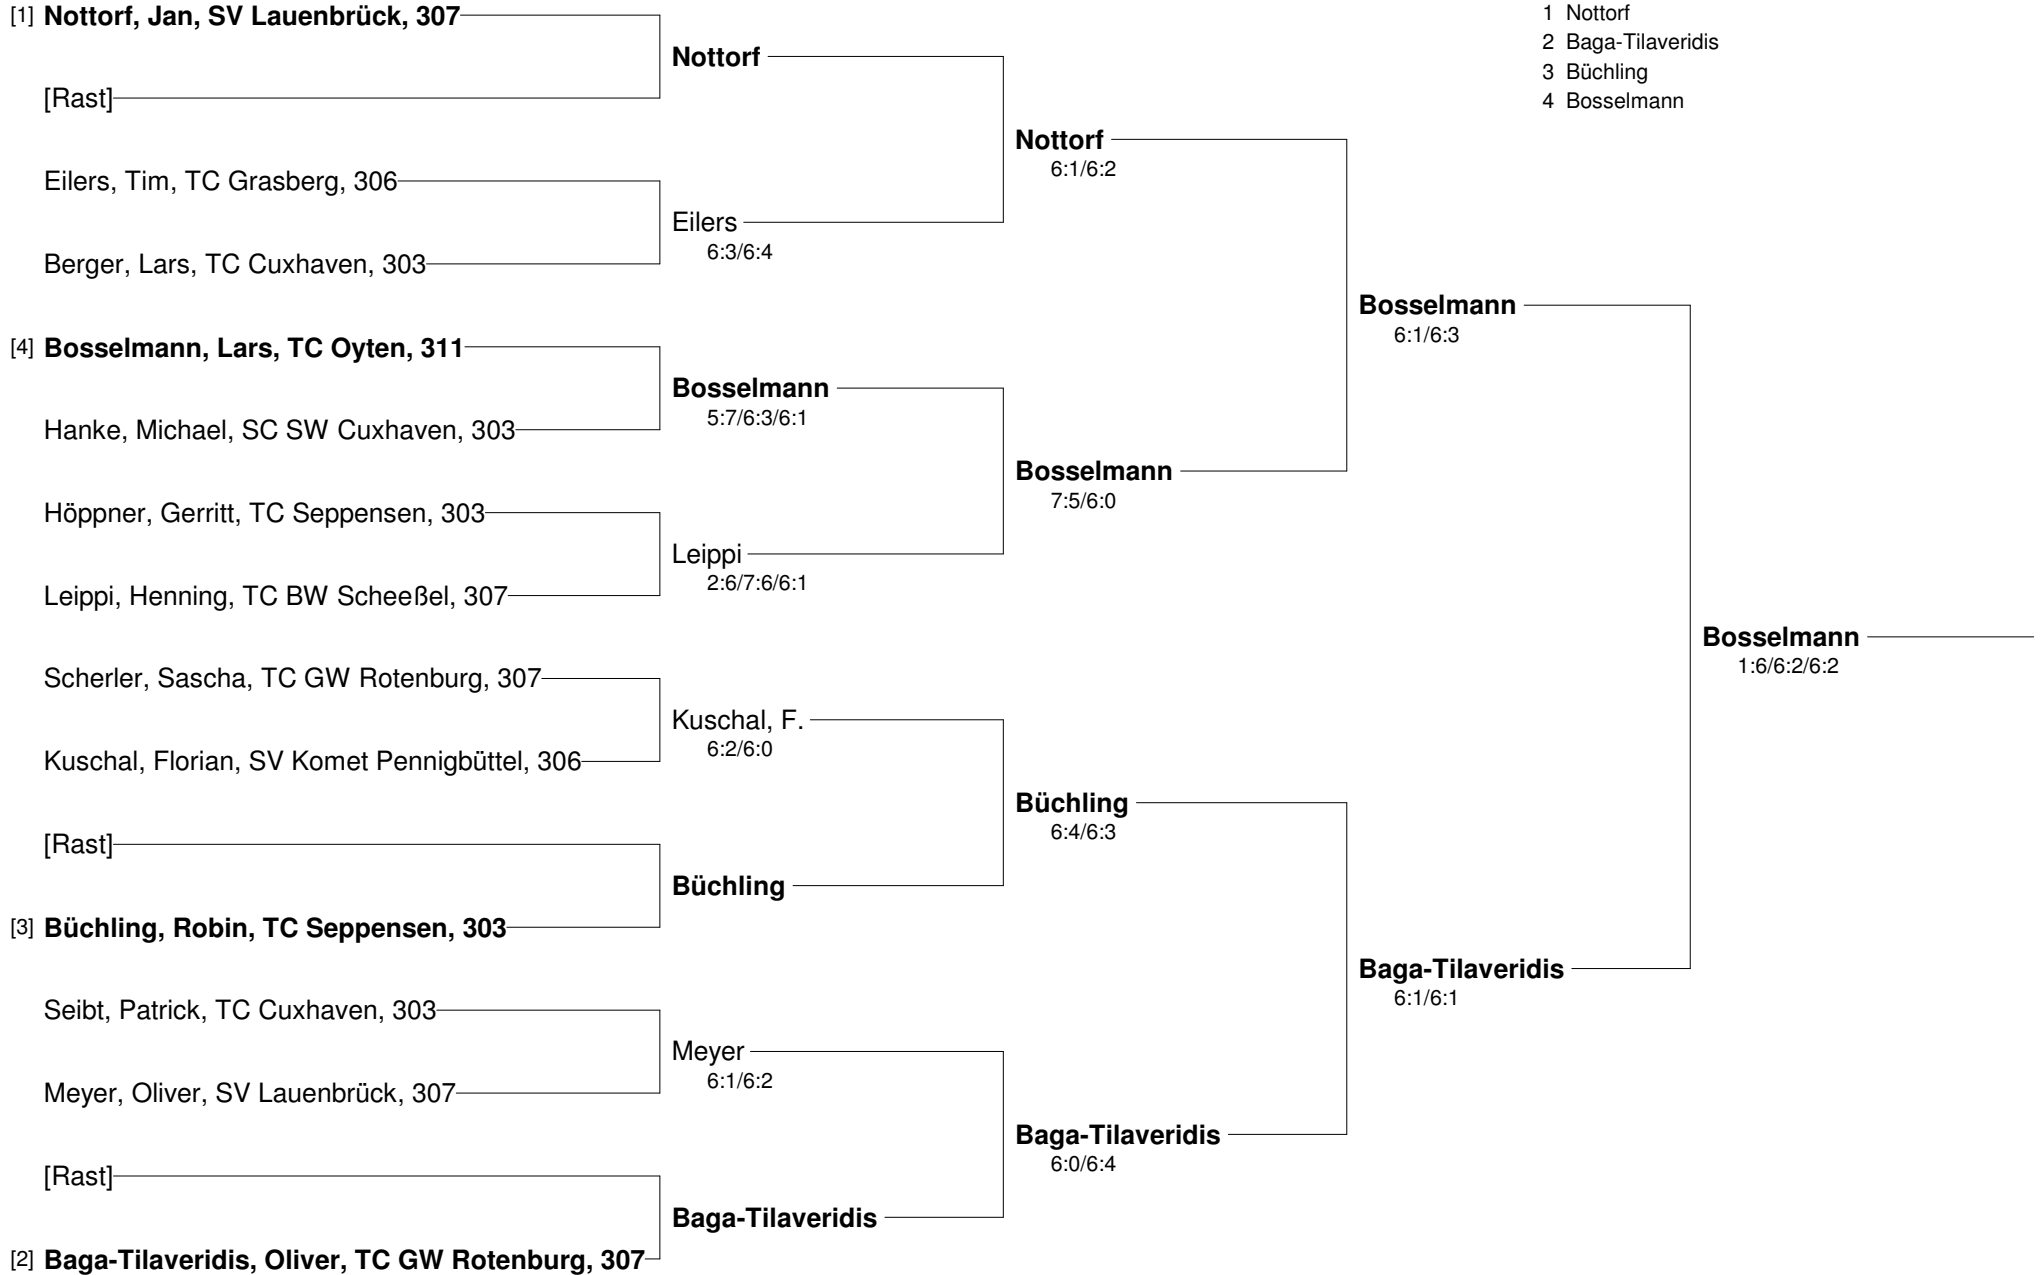 [1] Nottorf, Jan, SV Lauenbrück, 307
[Rast]
Eilers, Tim, TC Grasberg, 306
Berger, Lars, TC Cuxhaven, 303
[4] Bosselmann, Lars, TC Oyten, 311
Hanke, Michael, SC SW Cuxhaven, 303
Höppner, Gerritt, TC Seppensen, 303
Leippi, Henning, TC BW Scheeßel, 307
Scherler, Sascha, TC GW Rotenburg, 307
Kuschal, Florian, SV Komet Pennigbüttel, 306
[Rast]
[3] Büchling, Robin, TC Seppensen, 303
Seibt, Patrick, TC Cuxhaven, 303
Meyer, Oliver, SV Lauenbrück, 307
[Rast]
[2] Baga-Tilaveridis, Oliver, TC GW Rotenburg, 307
Nottorf
Eilers
6:3/6:4
Bosselmann
5:7/6:3/6:1
Leippi
2:6/7:6/6:1
Kuschal, F.
6:2/6:0
Büchling
Meyer
6:1/6:2
Baga-Tilaveridis
Nottorf
6:1/6:2
Bosselmann
7:5/6:0
Büchling
6:4/6:3
Baga-Tilaveridis
6:0/6:4
Bosselmann
6:1/6:3
Baga-Tilaveridis
6:1/6:1
Bosselmann
1:6/6:2/6:2
1 Nottorf
2 Baga-Tilaveridis
3 Büchling
4 Bosselmann